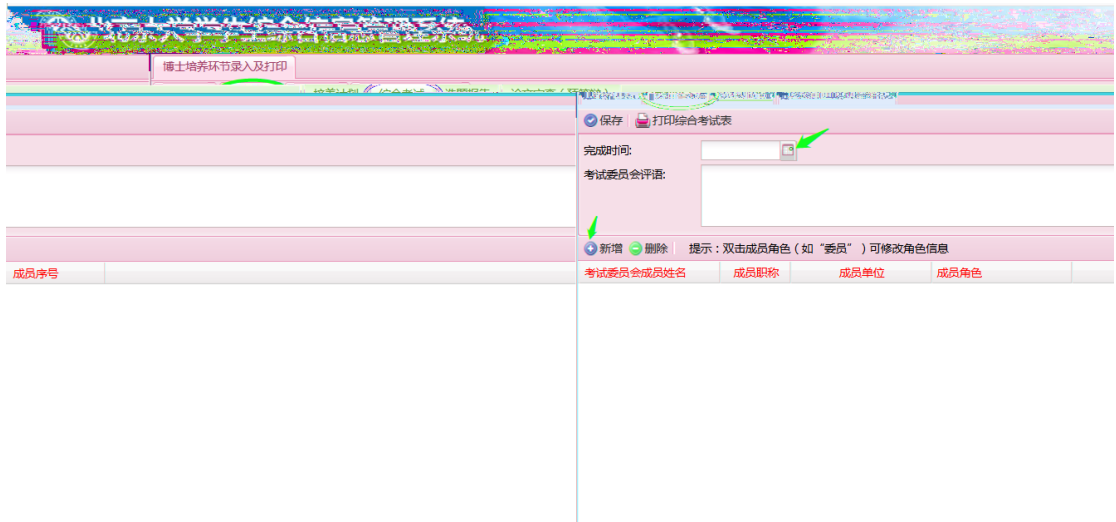 博士培养环节录入及打印
保存 打印综合考试表
完成时间:
考试委员会评语:
新增 删除 提示:双击成员角色(如“委员”)可修改角色信息
成员序号
考试委员会成员姓名 成员职称 成员单位 成员角色